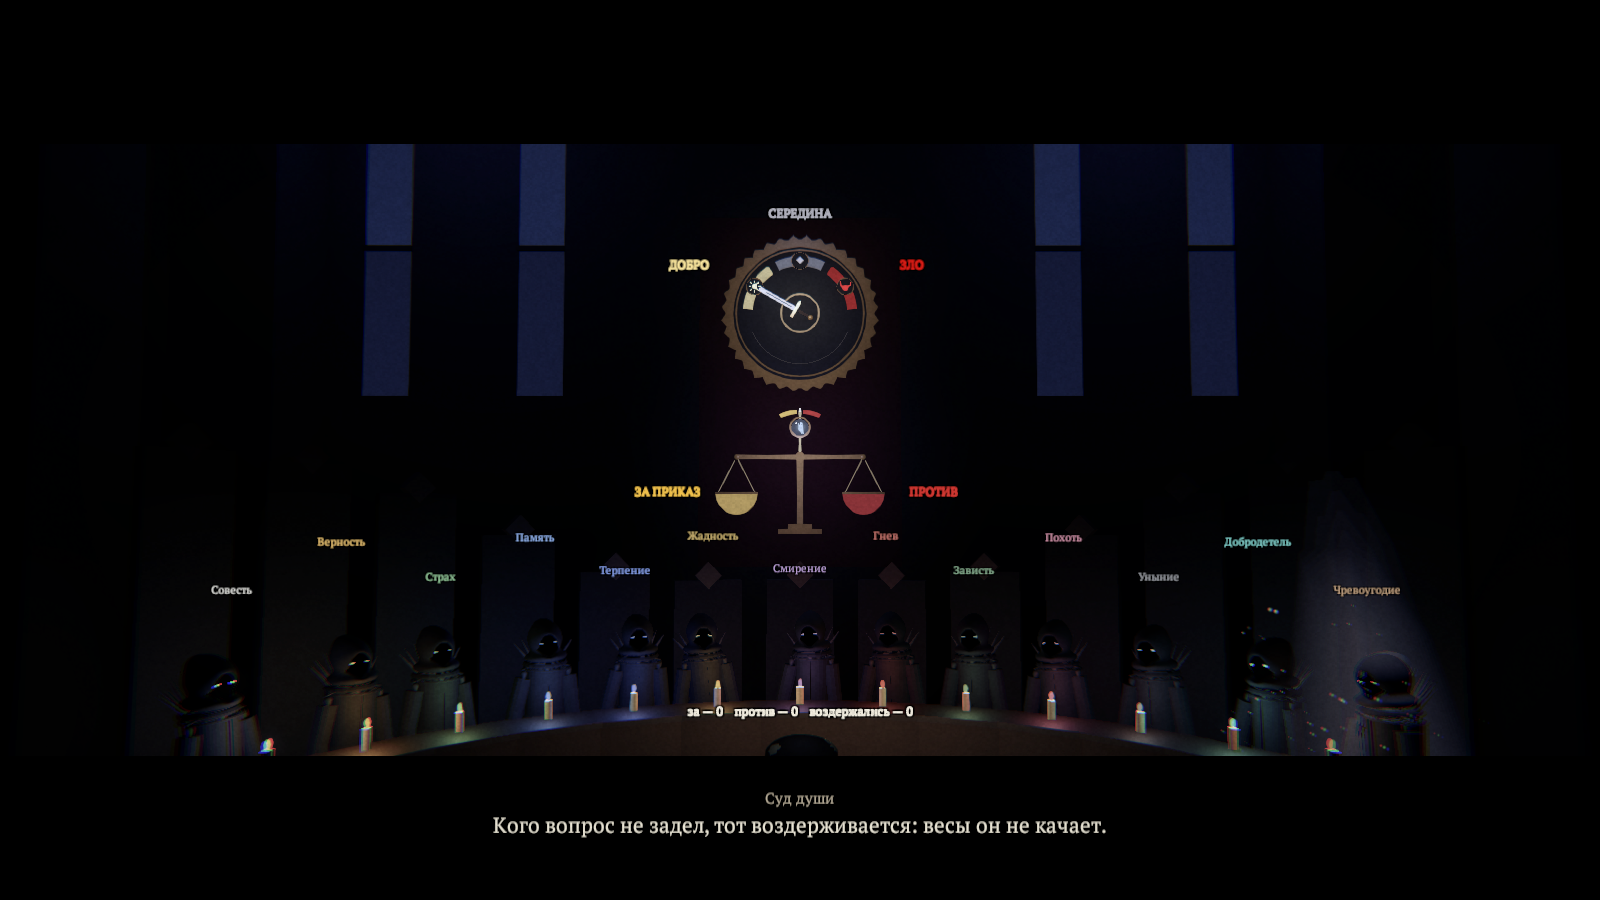 СЕРЕДИНА
ДОБРО
ЗЛО
ЗА ПРИКАЗ
ПРОТИВ
Жадность
Гнев
Память
Похоть
Верность
Добродетель
Смирение
Терпение
Зависть
Страх
Уныние
Совесть
Чревоугодие
за — 0 против — 0 воздержались — 0
Суд души
Кого вопрос не задел, тот воздерживается: весы он не качает.